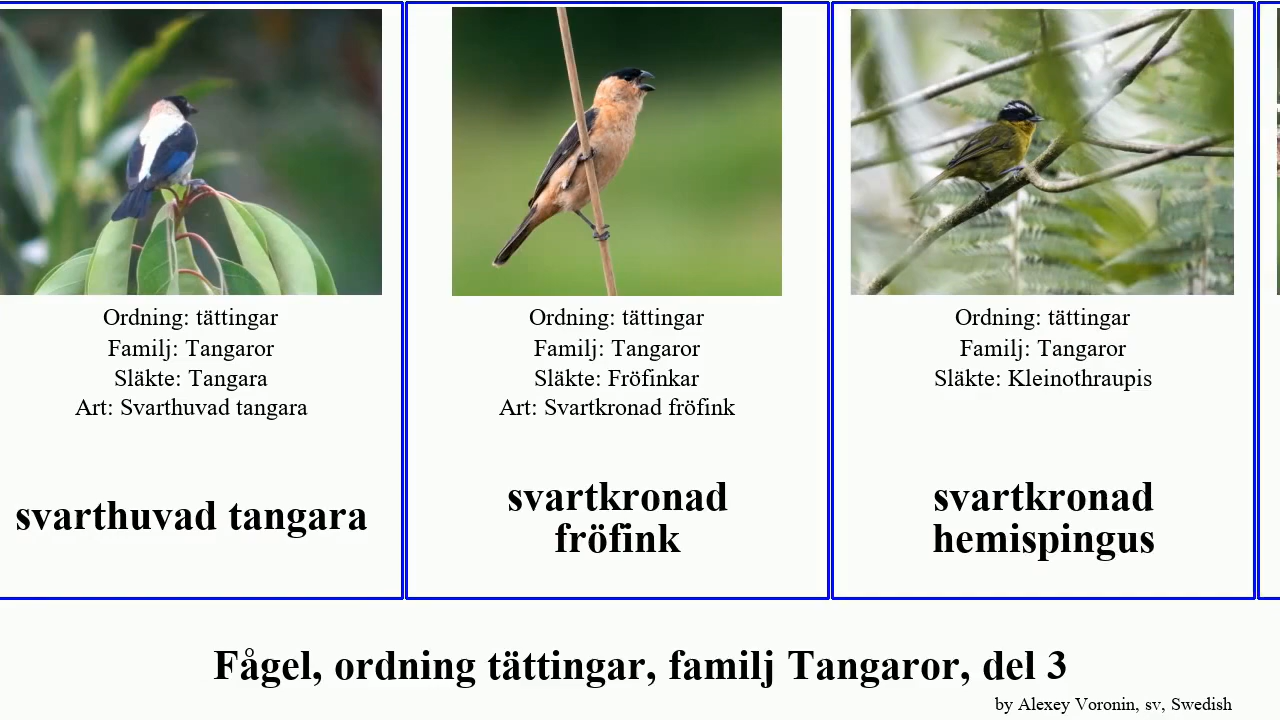 Ordning: tättingar
Familj: Tangaror
Släkte: Tangara
Art: Svarthuvad tangara
svarthuvad tangara
Ordning: tättingar
Familj: Tangaror
Släkte: Fröfinkar
Art: Svartkronad fröfink
svartkronad
fröfink
Ordning: tättingar
Familj: Tangaror
Släkte: Kleinothraupis
svartkronad
hemispingus
Fågel, ordning tättingar, familj Tangaror, del 3
by Alexey Voronin, sv, Swedish